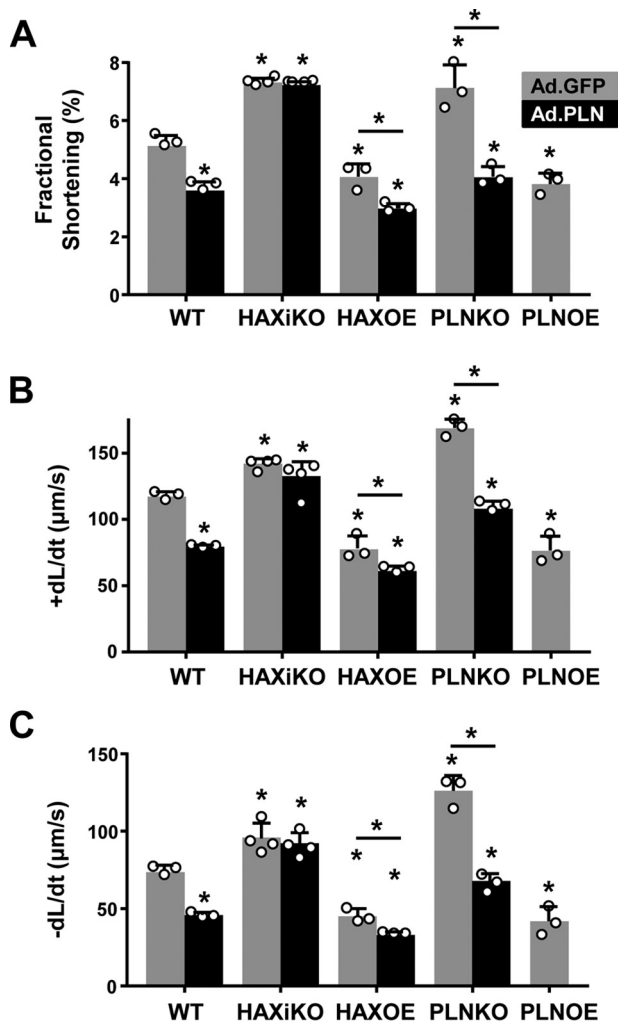 A
Fractional
Shortening (%)
8
6
4
2
0
* * * * * * * * * *
Ad.GFP
Ad.PLN
WT HAXiKO HAXOE PLNKO PLNOE
B
+dL/dt (μm/s)
150
100
50
0
* * * * * * * * * *
WT HAXiKO HAXOE PLNKO PLNOE
C
-dL/dt (μm/s)
150
100
50
0
* * * * * * * * * *
WT HAXiKO HAXOE PLNKO PLNOE